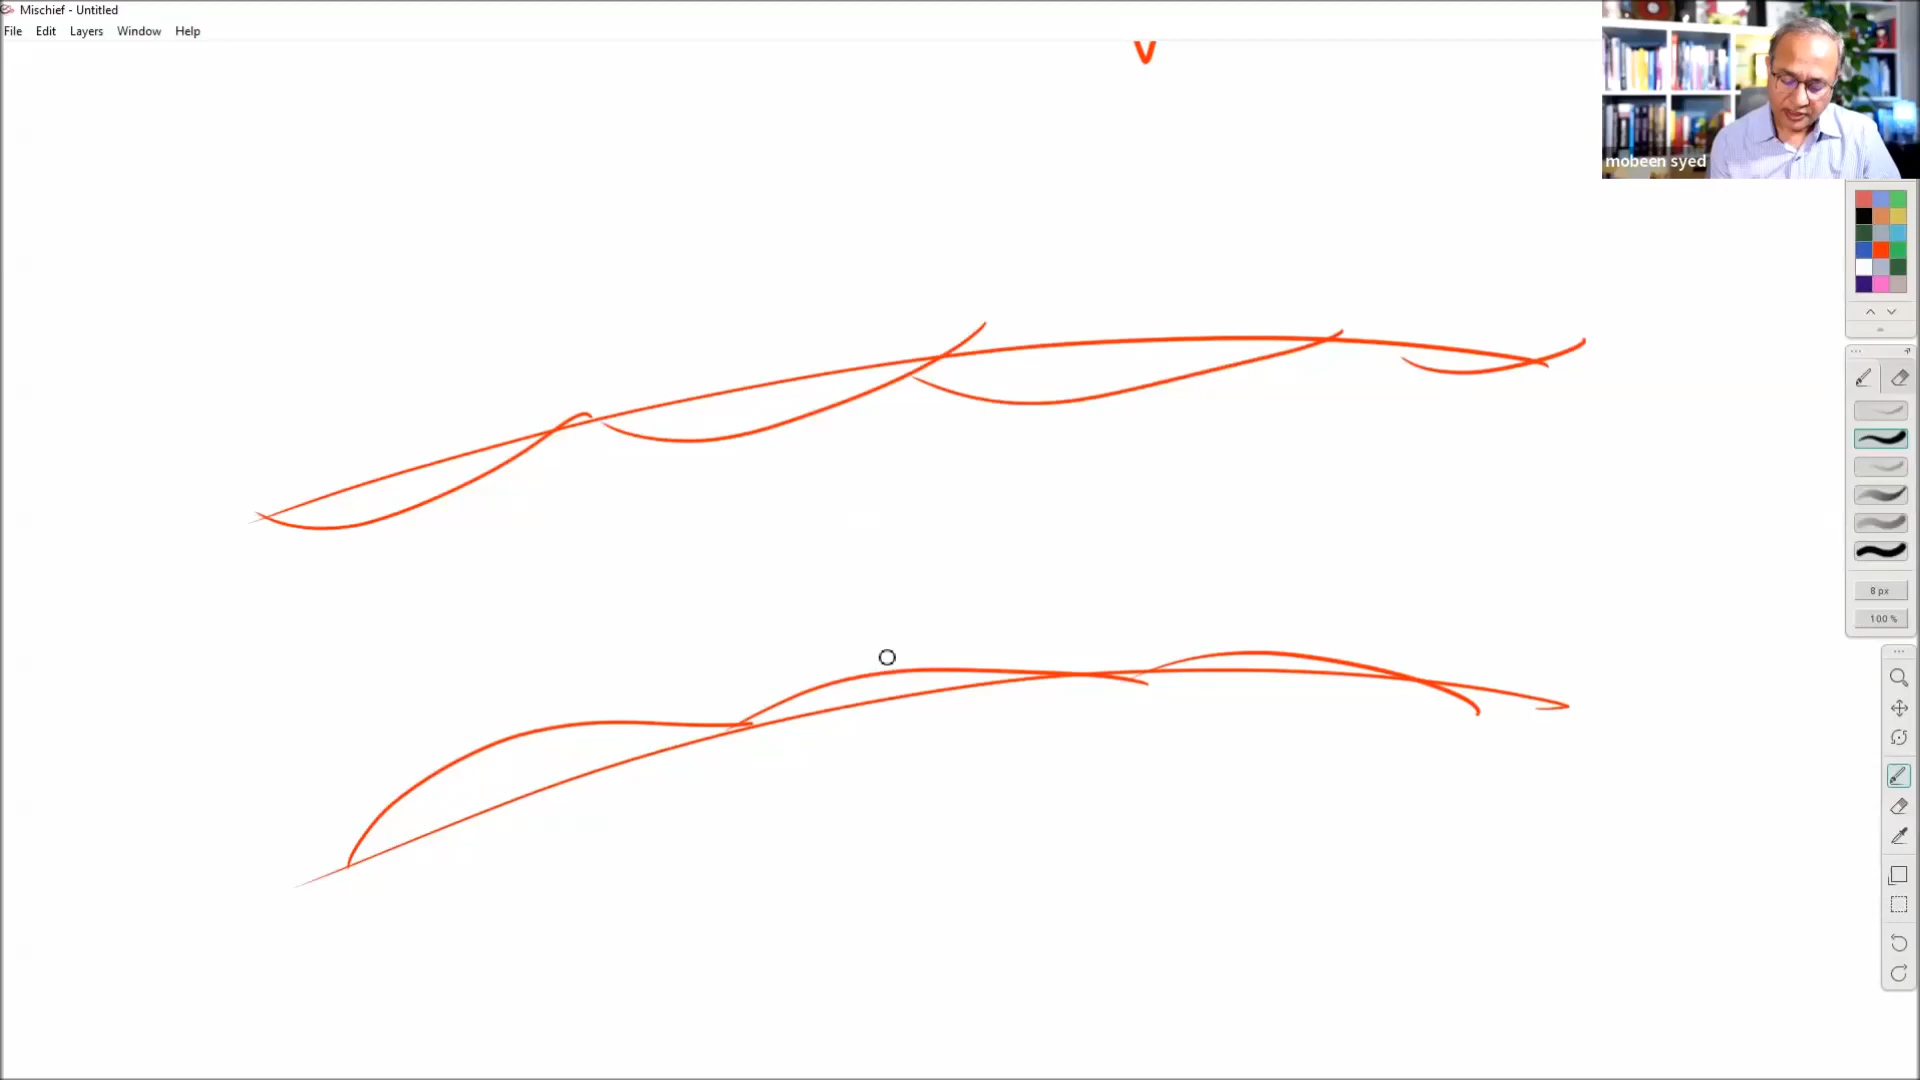 Mischief - Untitled
File Edit Layers Window Help
V
mobeen syed
8 px
100 %